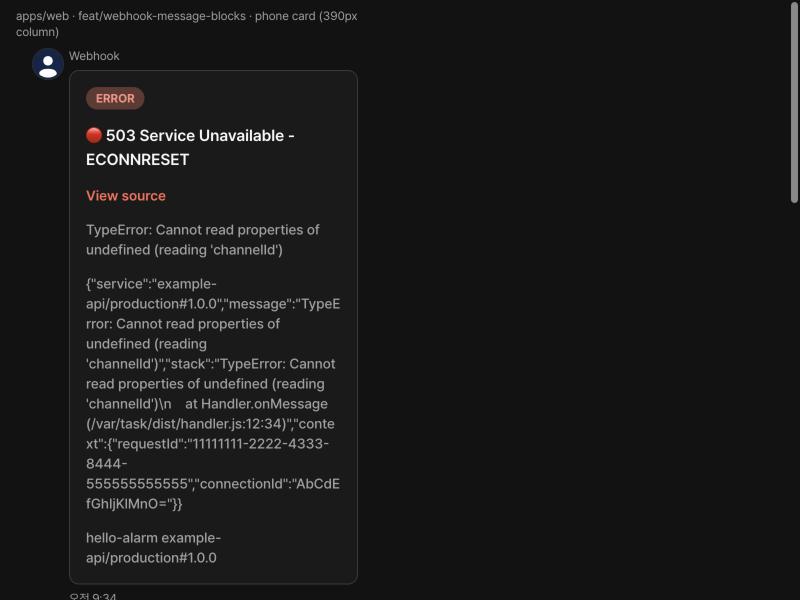 apps/web · feat/webhook-message-blocks · phone card (390px
column)
Webhook
ERROR
🔴 503 Service Unavailable -
ECONNRESET
View source
TypeError: Cannot read properties of
undefined (reading 'channelId')
{"service":"example-
api/production#1.0.0","message":"TypeE
rror: Cannot read properties of
undefined (reading
'channelId')","stack":"TypeError: Cannot
read properties of undefined (reading
'channelId')\n    at Handler.onMessage
(/var/task/dist/handler.js:12:34)","conte
xt":{"requestId":"11111111-2222-4333-
8444-
555555555555","connectionId":"AbCdE
fGhIjKlMnO="}}
hello-alarm example-
api/production#1.0.0
오전 9:34